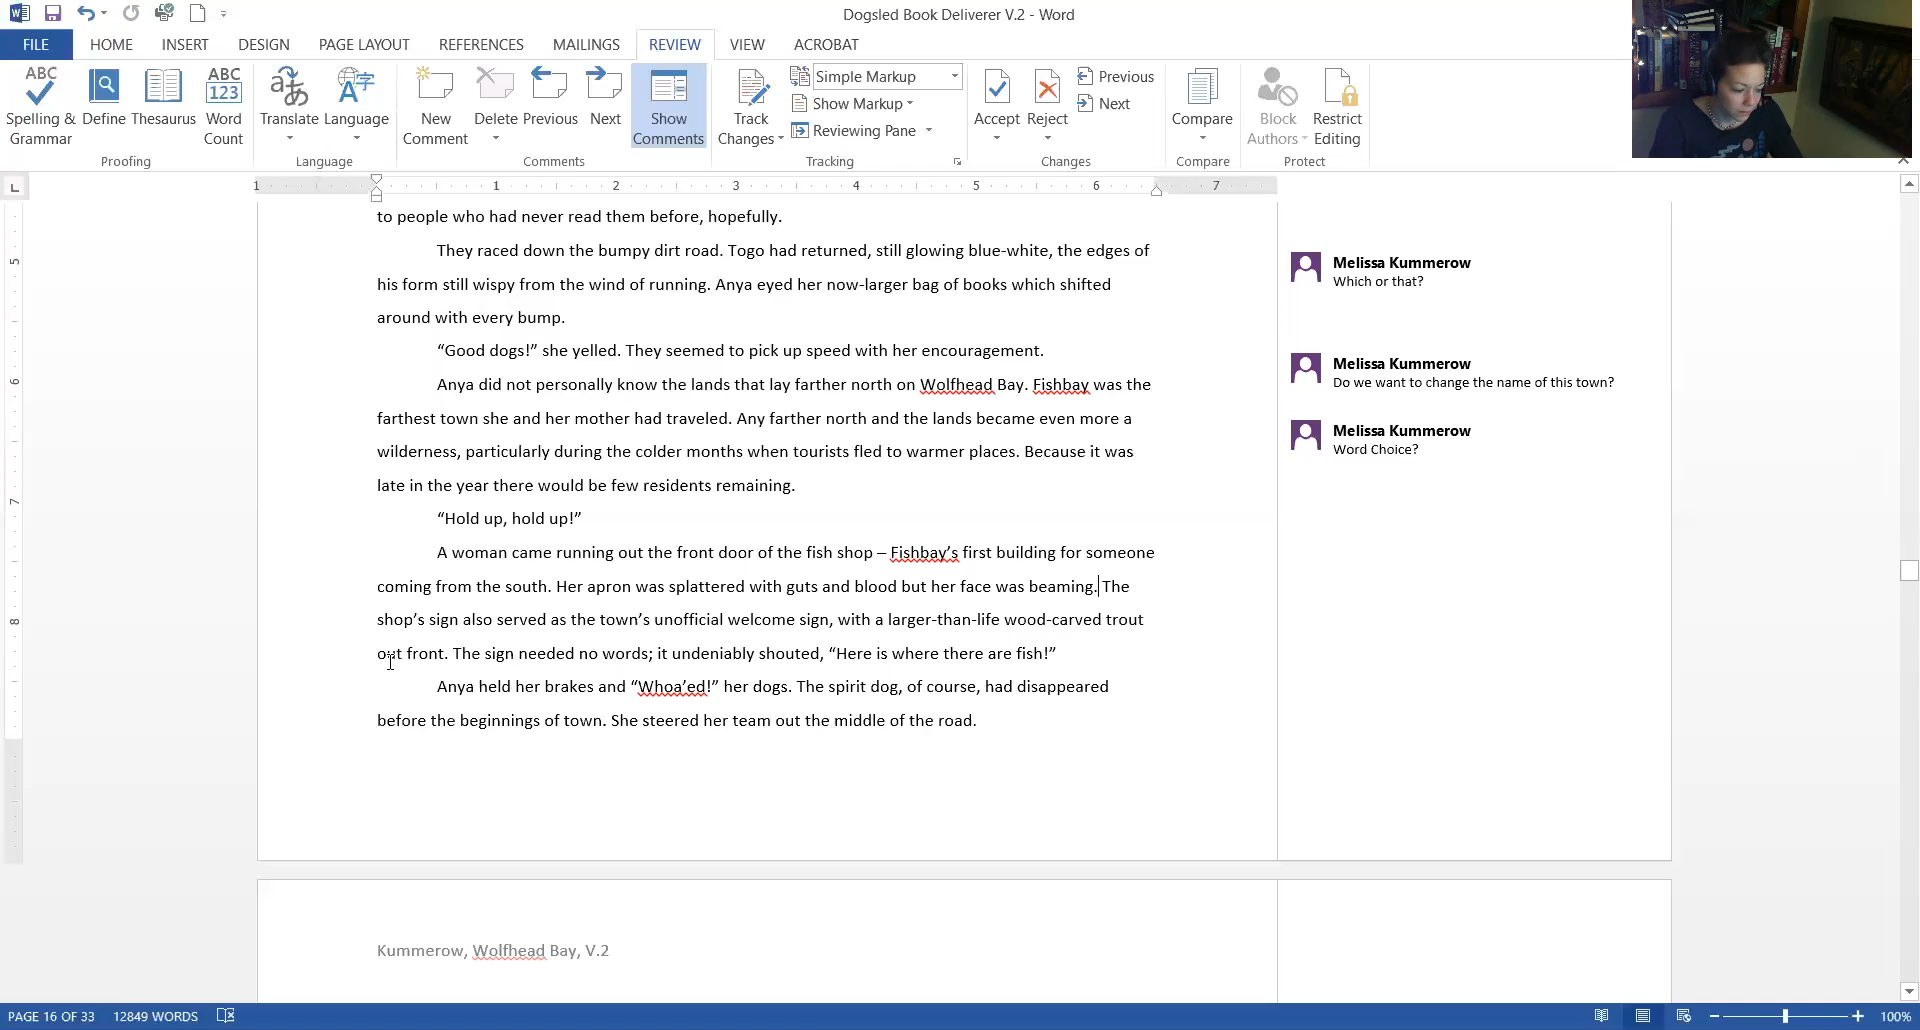 Dogsled Book Deliverer V.2 - Word
FILE HOME INSERT DESIGN PAGE LAYOUT REFERENCES MAILINGS REVIEW VIEW ACROBAT
ABC
Spelling & Grammar
Define
Thesaurus
ABC 123
Word Count
Translate
Language
New Comment
Delete
Previous
Next
Show Comments
Track Changes
Simple Markup
Show Markup
Reviewing Pane
Accept
Reject
Previous
Next
Compare
Block Authors
Restrict Editing
Proofing
Language
Comments
Tracking
Changes
Compare
Protect
1 1 2 3 4 5 6 7
5
6
7
8
to people who had never read them before, hopefully.
They raced down the bumpy dirt road. Togo had returned, still glowing blue-white, the edges of
his form still wispy from the wind of running. Anya eyed her now-larger bag of books which shifted
around with every bump.
“Good dogs!” she yelled. They seemed to pick up speed with her encouragement.
Anya did not personally know the lands that lay farther north on Wolfhead Bay. Fishbay was the
farthest town she and her mother had traveled. Any farther north and the lands became even more a
wilderness, particularly during the colder months when tourists fled to warmer places. Because it was
late in the year there would be few residents remaining.
“Hold up, hold up!”
A woman came running out the front door of the fish shop – Fishbay’s first building for someone
coming from the south. Her apron was splattered with guts and blood but her face was beaming. The
shop’s sign also served as the town’s unofficial welcome sign, with a larger-than-life wood-carved trout
out front. The sign needed no words; it undeniably shouted, “Here is where there are fish!”
Anya held her brakes and “Whoa’ed!” her dogs. The spirit dog, of course, had disappeared
before the beginnings of town. She steered her team out the middle of the road.
Melissa Kummerow
Which or that?
Melissa Kummerow
Do we want to change the name of this town?
Melissa Kummerow
Word Choice?
Kummerow, Wolfhead Bay, V.2
PAGE 16 OF 33 12849 WORDS
100%